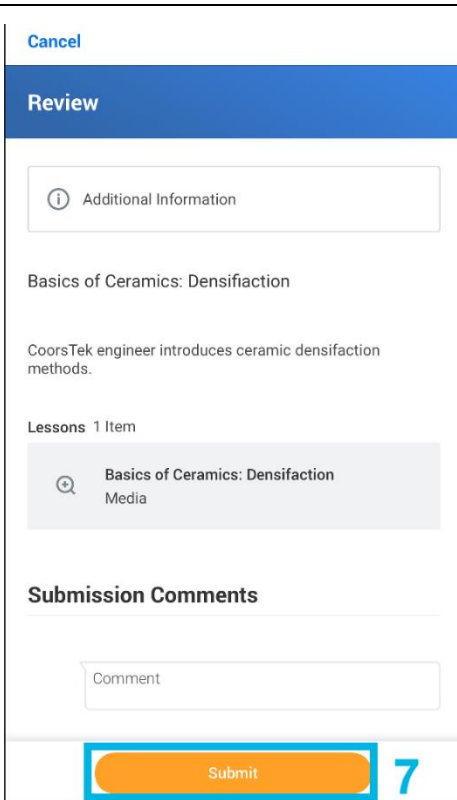 Cancel
Review
Additional Information
Basics of Ceramics: Densifiaction
CoorsTek engineer introduces ceramic densifaction
methods.
Lessons 1 Item
Basics of Ceramics: Densifaction
Media
Submission Comments
Comment
Submit
7